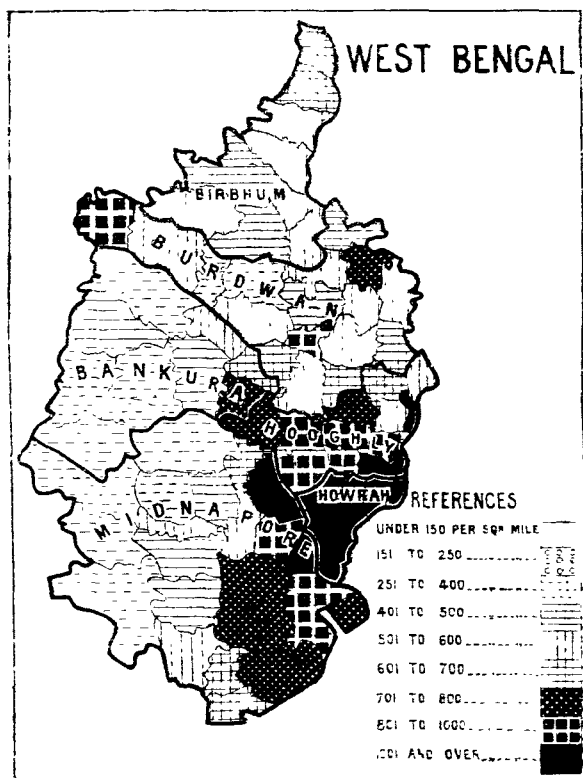 WEST BENGAL
BIRBHUM
BURDWAN
BANKURA
HOOGHLY
HOWRAH
MIDNAPORE
REFERENCES
UNDER 150 PER SQR MILE
151 TO 250
251 TO 400
401 TO 500
501 TO 600
601 TO 700
701 TO 800
801 TO 1000
1001 AND OVER